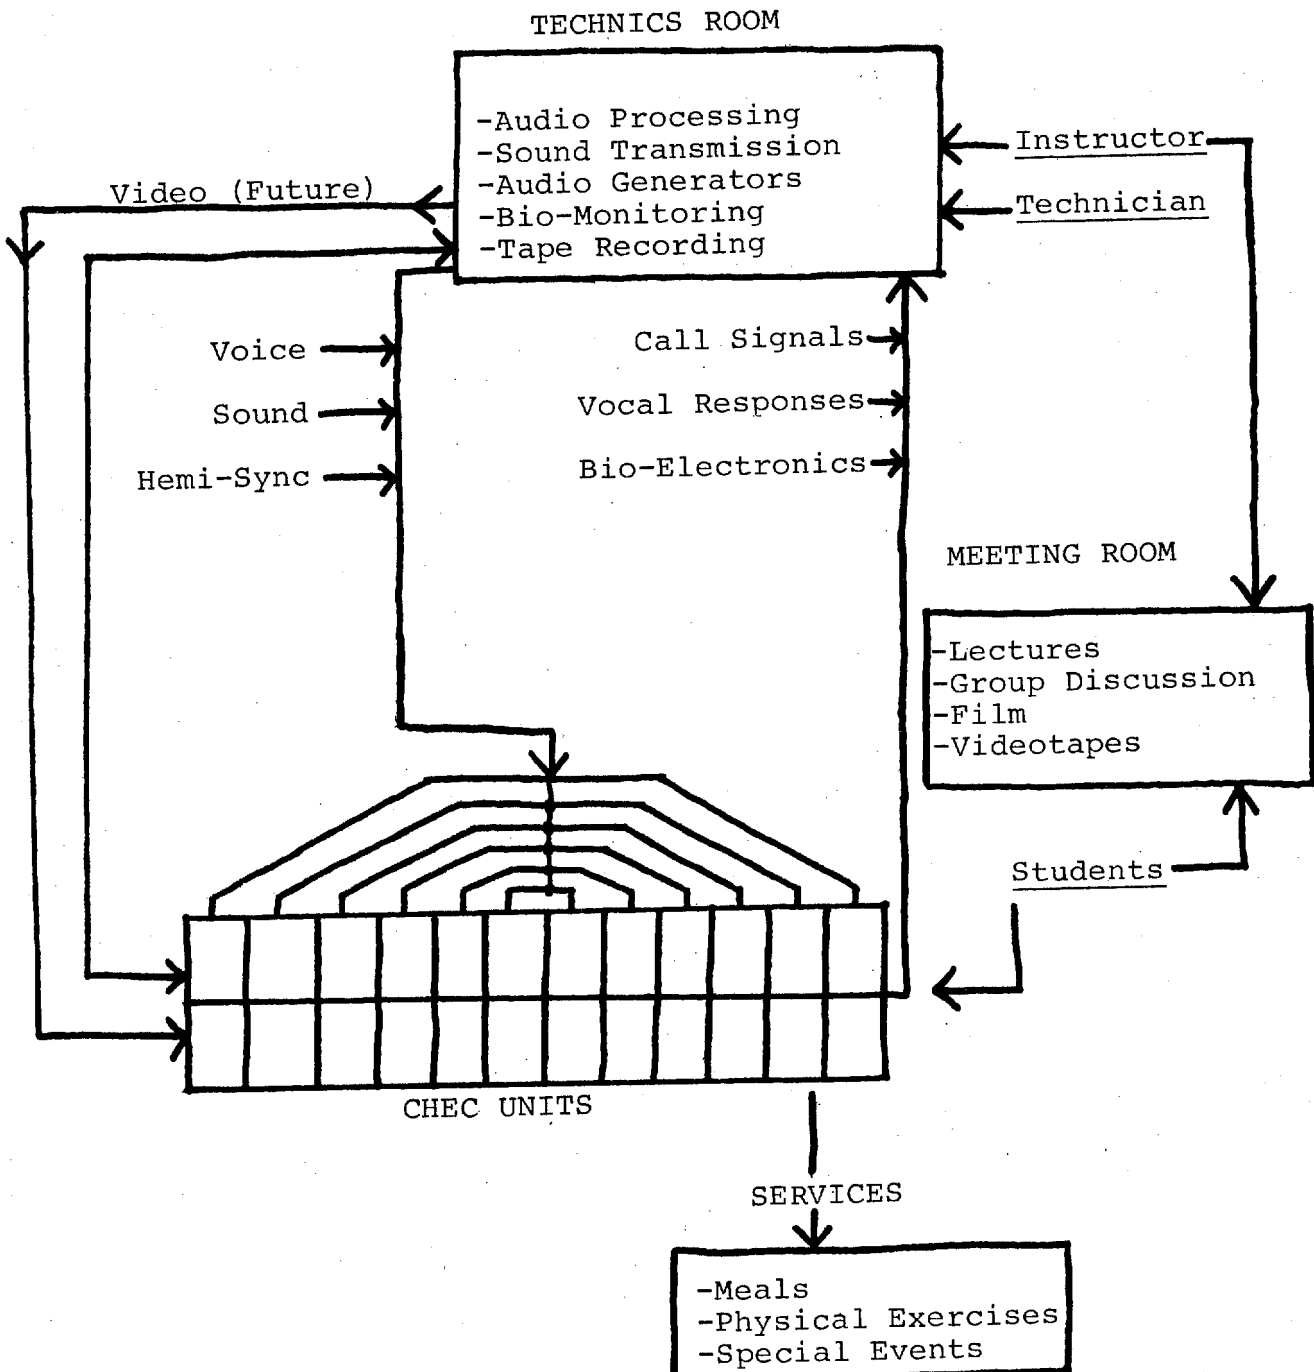 TECHNICS ROOM
-Audio Processing
-Sound Transmission
-Audio Generators
-Bio-Monitoring
-Tape Recording
Instructor
Technician
Video (Future)
Voice
Sound
Hemi-Sync
Call Signals
Vocal Responses
Bio-Electronics
MEETING ROOM
-Lectures
-Group Discussion
-Film
-Videotapes
Students
CHEC UNITS
SERVICES
-Meals
-Physical Exercises
-Special Events